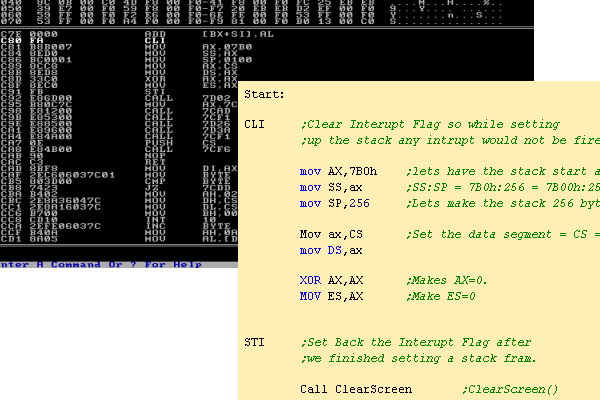 C7E 0000 ADD [BX+SI],AL
C80 FA CLI
C81 B8B007 MOV AX,07B0
C84 8ED0 MOV SS,AX
C86 BC0001 MOV SP,0100
C89 8CC8 MOV AX,CS
C8B 8ED8 MOV DS,AX
C8D 33C0 XOR AX,AX
C8F 8EC0 MOV ES,AX
C91 FB STI
C92 E86D00 CALL 7D02
C95 B80C7C MOV AX,7C
C98 E81200 CALL 7CAD
C9B E85300 CALL 7CF1
C9E E88500 CALL 7D26
CA1 E89600 CALL 7D3A
CA4 E84A00 CALL 7CF1
CA7 0E PUSH CS
CA8 E84B00 CALL 7CF6
CAB 90 NOP
CAC C3 RET
CAD 8BF8 MOV DI,AX
CAF 2EC606037C01 MOV BYTE
CB5 803D00 CMP BYTE
CB8 7423 JZ 7CDD
CBA B402 MOV AH,02
CBC 2E8A36047C MOV DH,CS
CC1 2E8A16037C MOV DL,CS
CC6 B700 MOV BH,00
CC8 CD10 INT 10
CCA 2EFE06037C INC BYTE
CCF B40A MOV AH,0A
CD1 8A05 MOV AL,[D
nter A Command Or ? For Help
Start:
CLI ;Clear Interupt Flag so while setting
;up the stack any intrupt would not be fire
mov AX,7B0h ;lets have the stack start a
mov SS,ax ;SS:SP = 7B0h:256 = 7B00h:25
mov SP,256 ;Lets make the stack 256 byt
Mov ax,CS ;Set the data segment = CS =
mov DS,ax
XOR AX,AX ;Makes AX=0.
MOV ES,AX ;Make ES=0
STI ;Set Back the Interupt Flag after
;we finished setting a stack fram.
Call ClearScreen ;ClearScreen()